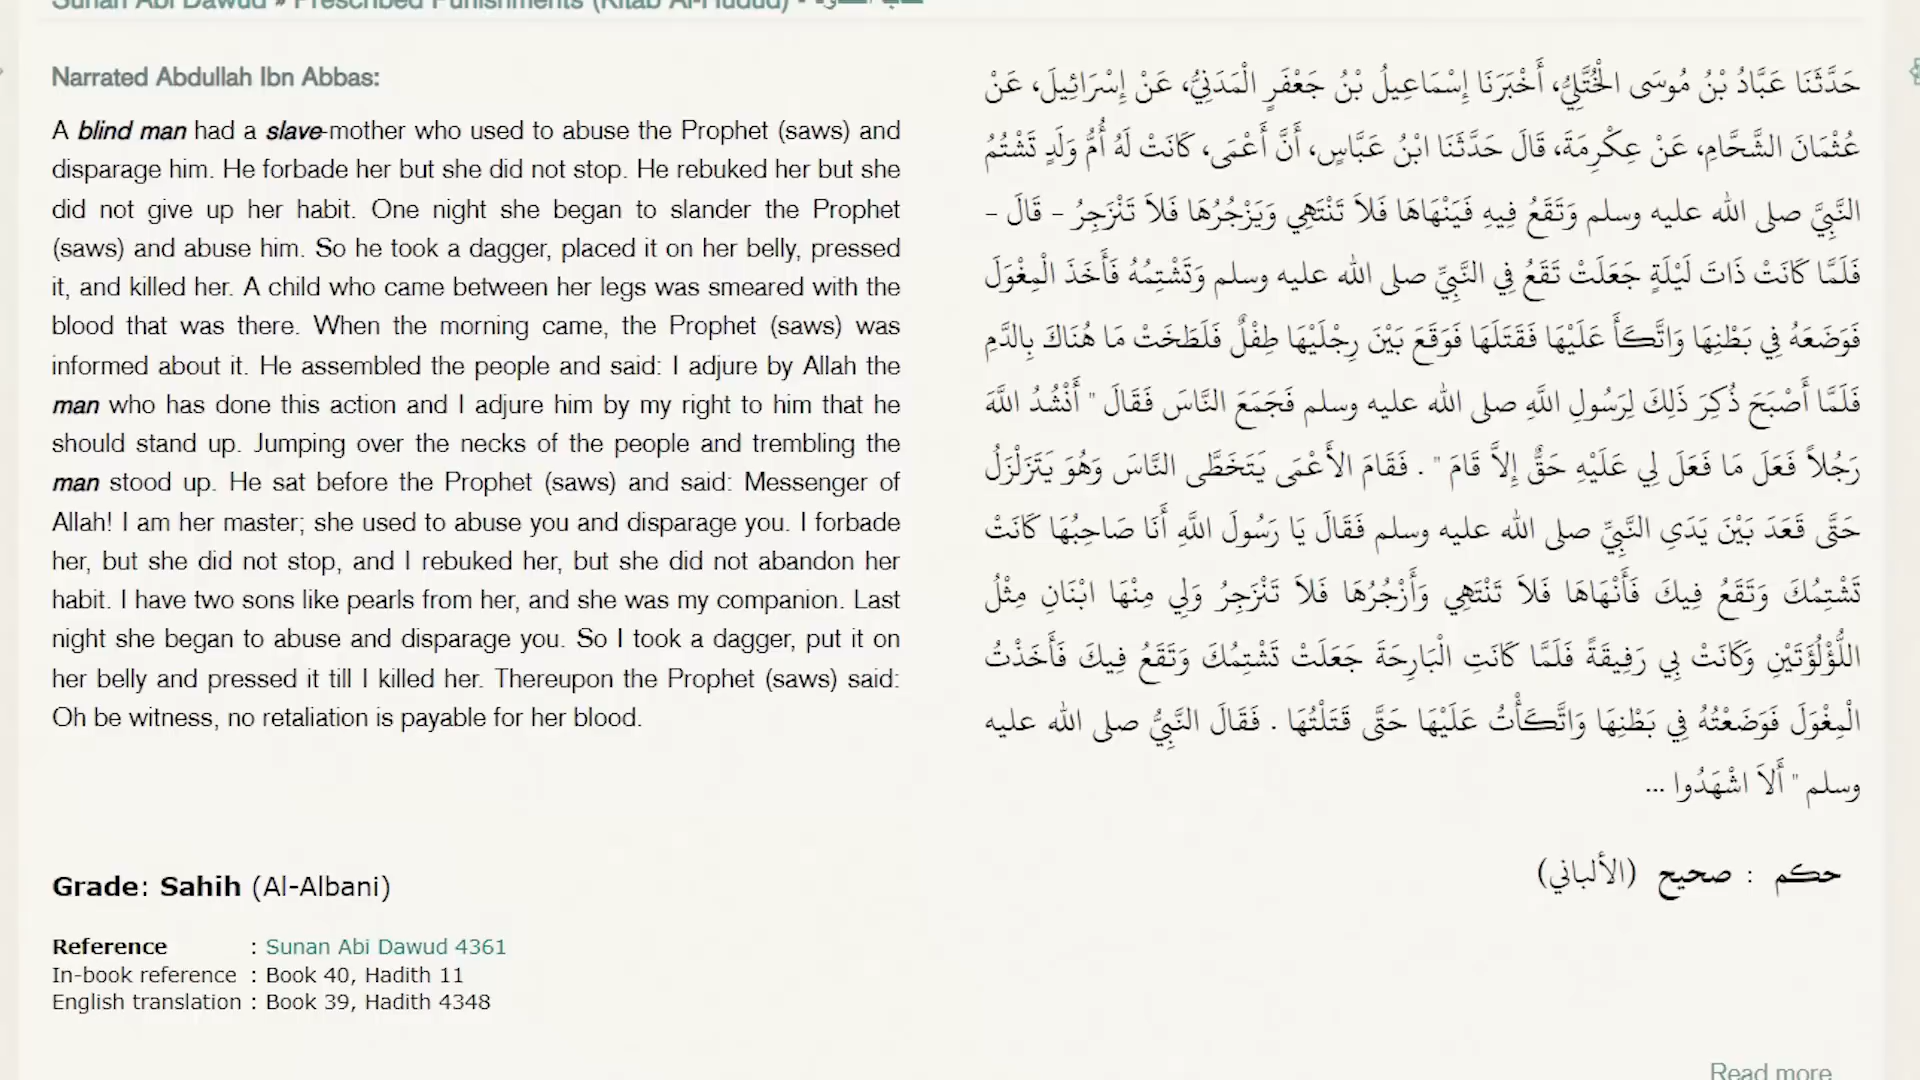 Sunan Abi Dawud » Prescribed Punishments (Kitab Al-Hudud) -
Narrated Abdullah Ibn Abbas:
A blind man had a slave-mother who used to abuse the Prophet (saws) and
disparage him. He forbade her but she did not stop. He rebuked her but she
did not give up her habit. One night she began to slander the Prophet
(saws) and abuse him. So he took a dagger, placed it on her belly, pressed
it, and killed her. A child who came between her legs was smeared with the
blood that was there. When the morning came, the Prophet (saws) was
informed about it. He assembled the people and said: I adjure by Allah the
man who has done this action and I adjure him by my right to him that he
should stand up. Jumping over the necks of the people and trembling the
man stood up. He sat before the Prophet (saws) and said: Messenger of
Allah! I am her master; she used to abuse you and disparage you. I forbade
her, but she did not stop, and I rebuked her, but she did not abandon her
habit. I have two sons like pearls from her, and she was my companion. Last
night she began to abuse and disparage you. So I took a dagger, put it on
her belly and pressed it till I killed her. Thereupon the Prophet (saws) said:
Oh be witness, no retaliation is payable for her blood.
حَدَّثَنَا عَبَّادُ بْنُ مُوسَى الْخُتَّلِيُّ، أَخْبَرَنَا إِسْمَاعِيلُ بْنُ جَعْفَرٍ الْمَدَنِيُّ، عَنْ إِسْرَائِيلَ، عَنْ
عُثْمَانَ الشَّحَّامِ، عَنْ عِكْرِمَةَ، قَالَ حَدَّثَنَا ابْنُ عَبَّاسٍ، أَنَّ أَعْمَى، كَانَتْ لَهُ أُمُّ وَلَدٍ تَشْتُمُ
النَّبِيَّ صلى الله عليه وسلم وَتَقَعُ فِيهِ فَيَنْهَاهَا فَلاَ تَنْتَهِي وَيَزْجُرُهَا فَلاَ تَنْزَجِرُ - قَالَ -
فَلَمَّا كَانَتْ ذَاتَ لَيْلَةٍ جَعَلَتْ تَقَعُ فِي النَّبِيِّ صلى الله عليه وسلم وَتَشْتِمُهُ فَأَخَذَ الْمِغْوَلَ
فَوَضَعَهُ فِي بَطْنِهَا وَاتَّكَأَ عَلَيْهَا فَقَتَلَهَا فَوَقَعَ بَيْنَ رِجْلَيْهَا طِفْلٌ فَلَطَخَتْ مَا هُنَاكَ بِالدَّمِ
فَلَمَّا أَصْبَحَ ذُكِرَ ذَلِكَ لِرَسُولِ اللَّهِ صلى الله عليه وسلم فَجَمَعَ النَّاسَ فَقَالَ " أَنْشُدُ اللَّهَ
رَجُلاً فَعَلَ مَا فَعَلَ لِي عَلَيْهِ حَقٌّ إِلاَّ قَامَ " . فَقَامَ الأَعْمَى يَتَخَطَّى النَّاسَ وَهُوَ يَتَزَلْزَلُ
حَتَّى قَعَدَ بَيْنَ يَدَىِ النَّبِيِّ صلى الله عليه وسلم فَقَالَ يَا رَسُولَ اللَّهِ أَنَا صَاحِبُهَا كَانَتْ
تَشْتِمُكَ وَتَقَعُ فِيكَ فَأَنْهَاهَا فَلاَ تَنْتَهِي وَأَزْجُرُهَا فَلاَ تَنْزَجِرُ وَلِي مِنْهَا ابْنَانِ مِثْلُ
اللُّؤْلُؤَتَيْنِ وَكَانَتْ بِي رَفِيقَةً فَلَمَّا كَانَتِ الْبَارِحَةَ جَعَلَتْ تَشْتِمُكَ وَتَقَعُ فِيكَ فَأَخَذْتُ
الْمِغْوَلَ فَوَضَعْتُهُ فِي بَطْنِهَا وَاتَّكَأْتُ عَلَيْهَا حَتَّى قَتَلْتُهَا . فَقَالَ النَّبِيُّ صلى الله عليه
وسلم " أَلاَ اشْهَدُوا ...
Grade: Sahih (Al-Albani)
حكم : صحيح (الألباني)
Reference : Sunan Abi Dawud 4361
In-book reference : Book 40, Hadith 11
English translation : Book 39, Hadith 4348
Read more